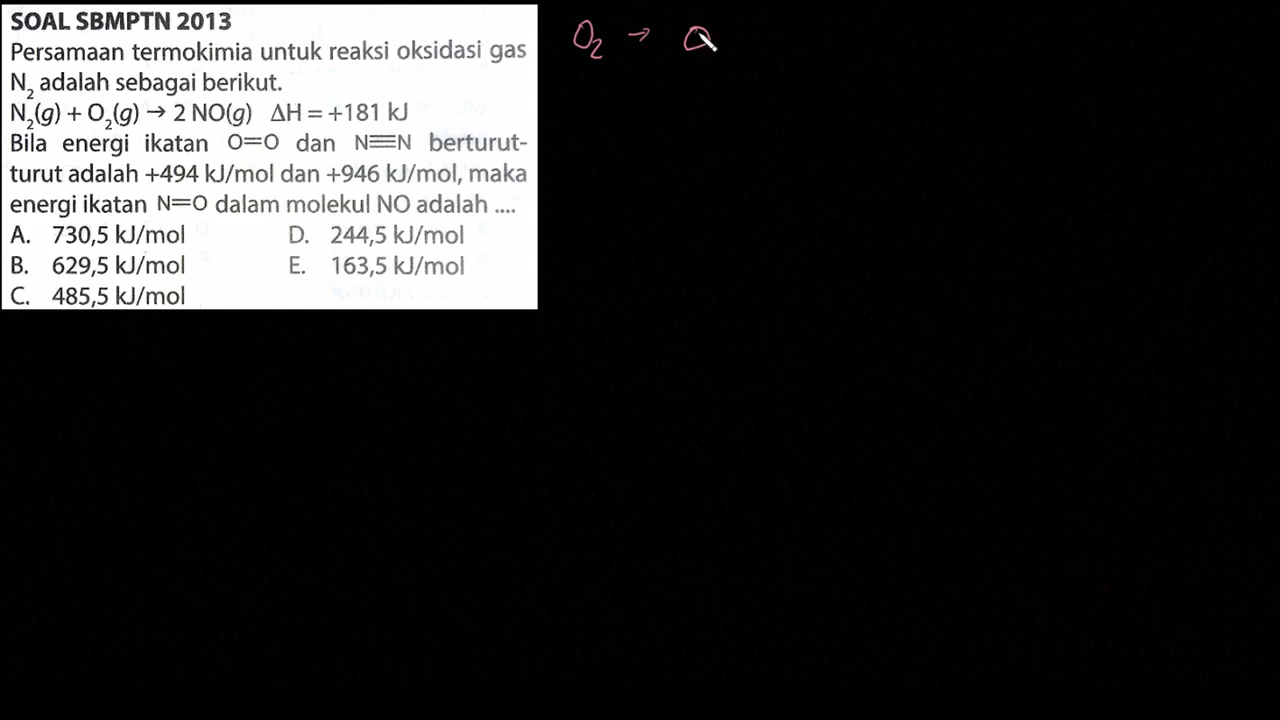 SOAL SBMPTN 2013
Persamaan termokimia untuk reaksi oksidasi gas
N₂ adalah sebagai berikut.
N₂(g) + O₂(g) → 2 NO(g) ΔH = +181 kJ
Bila energi ikatan O=O dan N≡N berturut-
turut adalah +494 kJ/mol dan +946 kJ/mol, maka
energi ikatan N=O dalam molekul NO adalah ....
A. 730,5 kJ/mol D. 244,5 kJ/mol
B. 629,5 kJ/mol E. 163,5 kJ/mol
C. 485,5 kJ/mol
O₂ → O